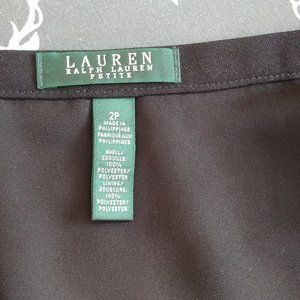 LAUREN
RALPH LAUREN
PETITE
2P
MADE IN
PHILIPPINES
FABRIQUÉ AUX
PHILIPPINES
SHELL/
COQUILLE:
100%
POLYESTER/
POLYESTER
LINING/
DOUBLURE:
100%
POLYESTER/
POLYESTER